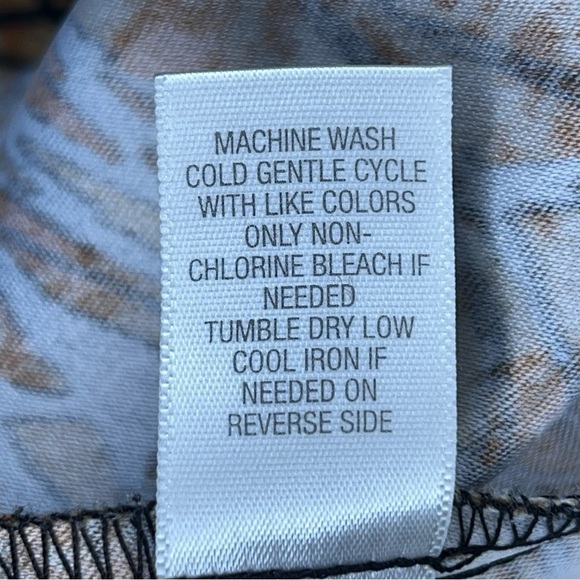 MACHINE WASH
COLD GENTLE CYCLE
WITH LIKE COLORS
ONLY NON-
CHLORINE BLEACH IF
NEEDED
TUMBLE DRY LOW
COOL IRON IF
NEEDED ON
REVERSE SIDE